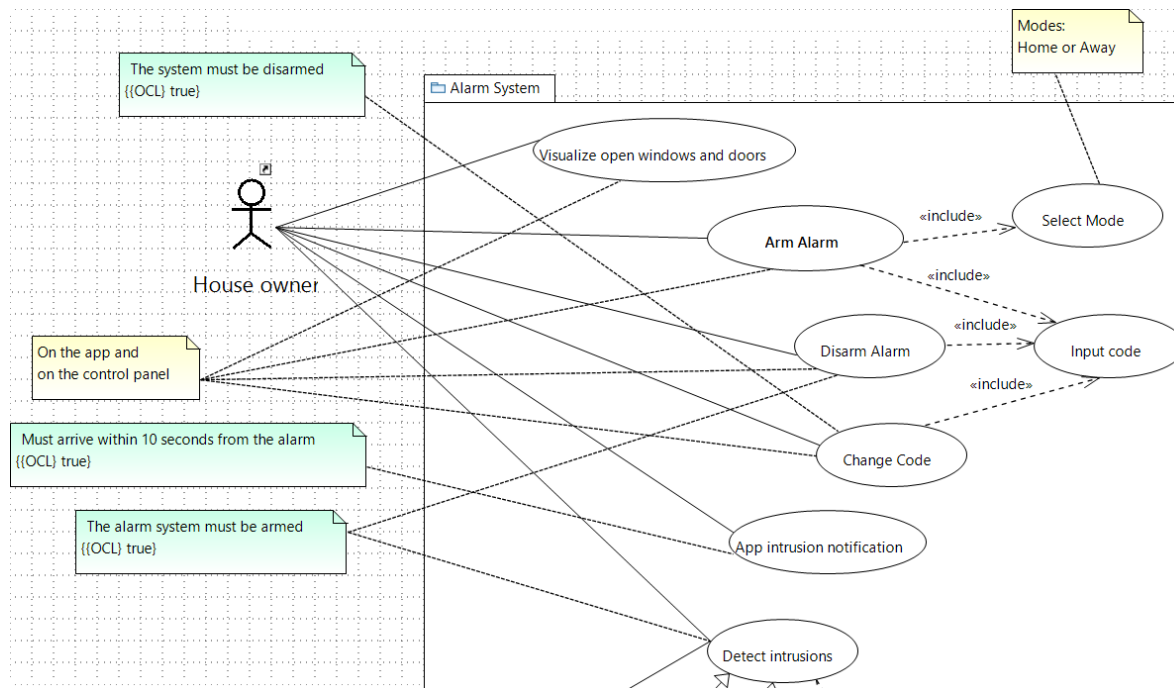 Modes:
Home or Away
The system must be disarmed
{{OCL} true}
Alarm System
Visualize open windows and doors
«include»
Select Mode
Arm Alarm
House owner
«include»
«include»
On the app and
on the control panel
Disarm Alarm
Input code
«include»
Must arrive within 10 seconds from the alarm
{{OCL} true}
Change Code
The alarm system must be armed
{{OCL} true}
App intrusion notification
Detect intrusions